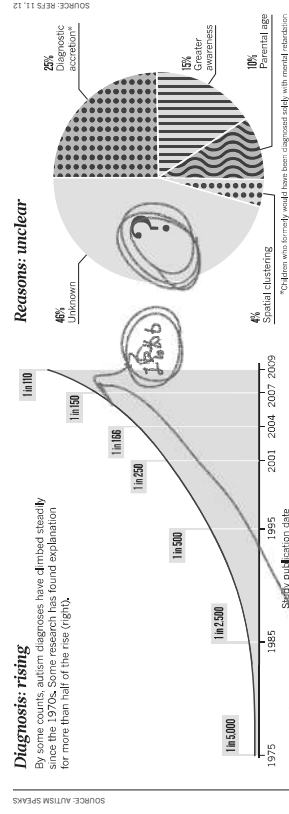 Diagnosis: rising
By some counts, autism diagnoses have climbed steadily
since the 1970s. Some research has found explanation
for more than half of the rise (right).
1 in 5,000
1 in 2,500
1 in 500
1 in 250
1 in 166
1 in 150
1 in 110
1975
1985
1995
2001
2004
2007
2009
Study publication date
SOURCE: AUTISM SPEAKS
Reasons: unclear
46%
Unknown
?
25%
Diagnostic
accretion*
15%
Greater
awareness
10%
Parental age
4%
Spatial clustering
*Children who formerly would have been diagnosed solely with mental retardation
SOURCE: REFS 11, 12